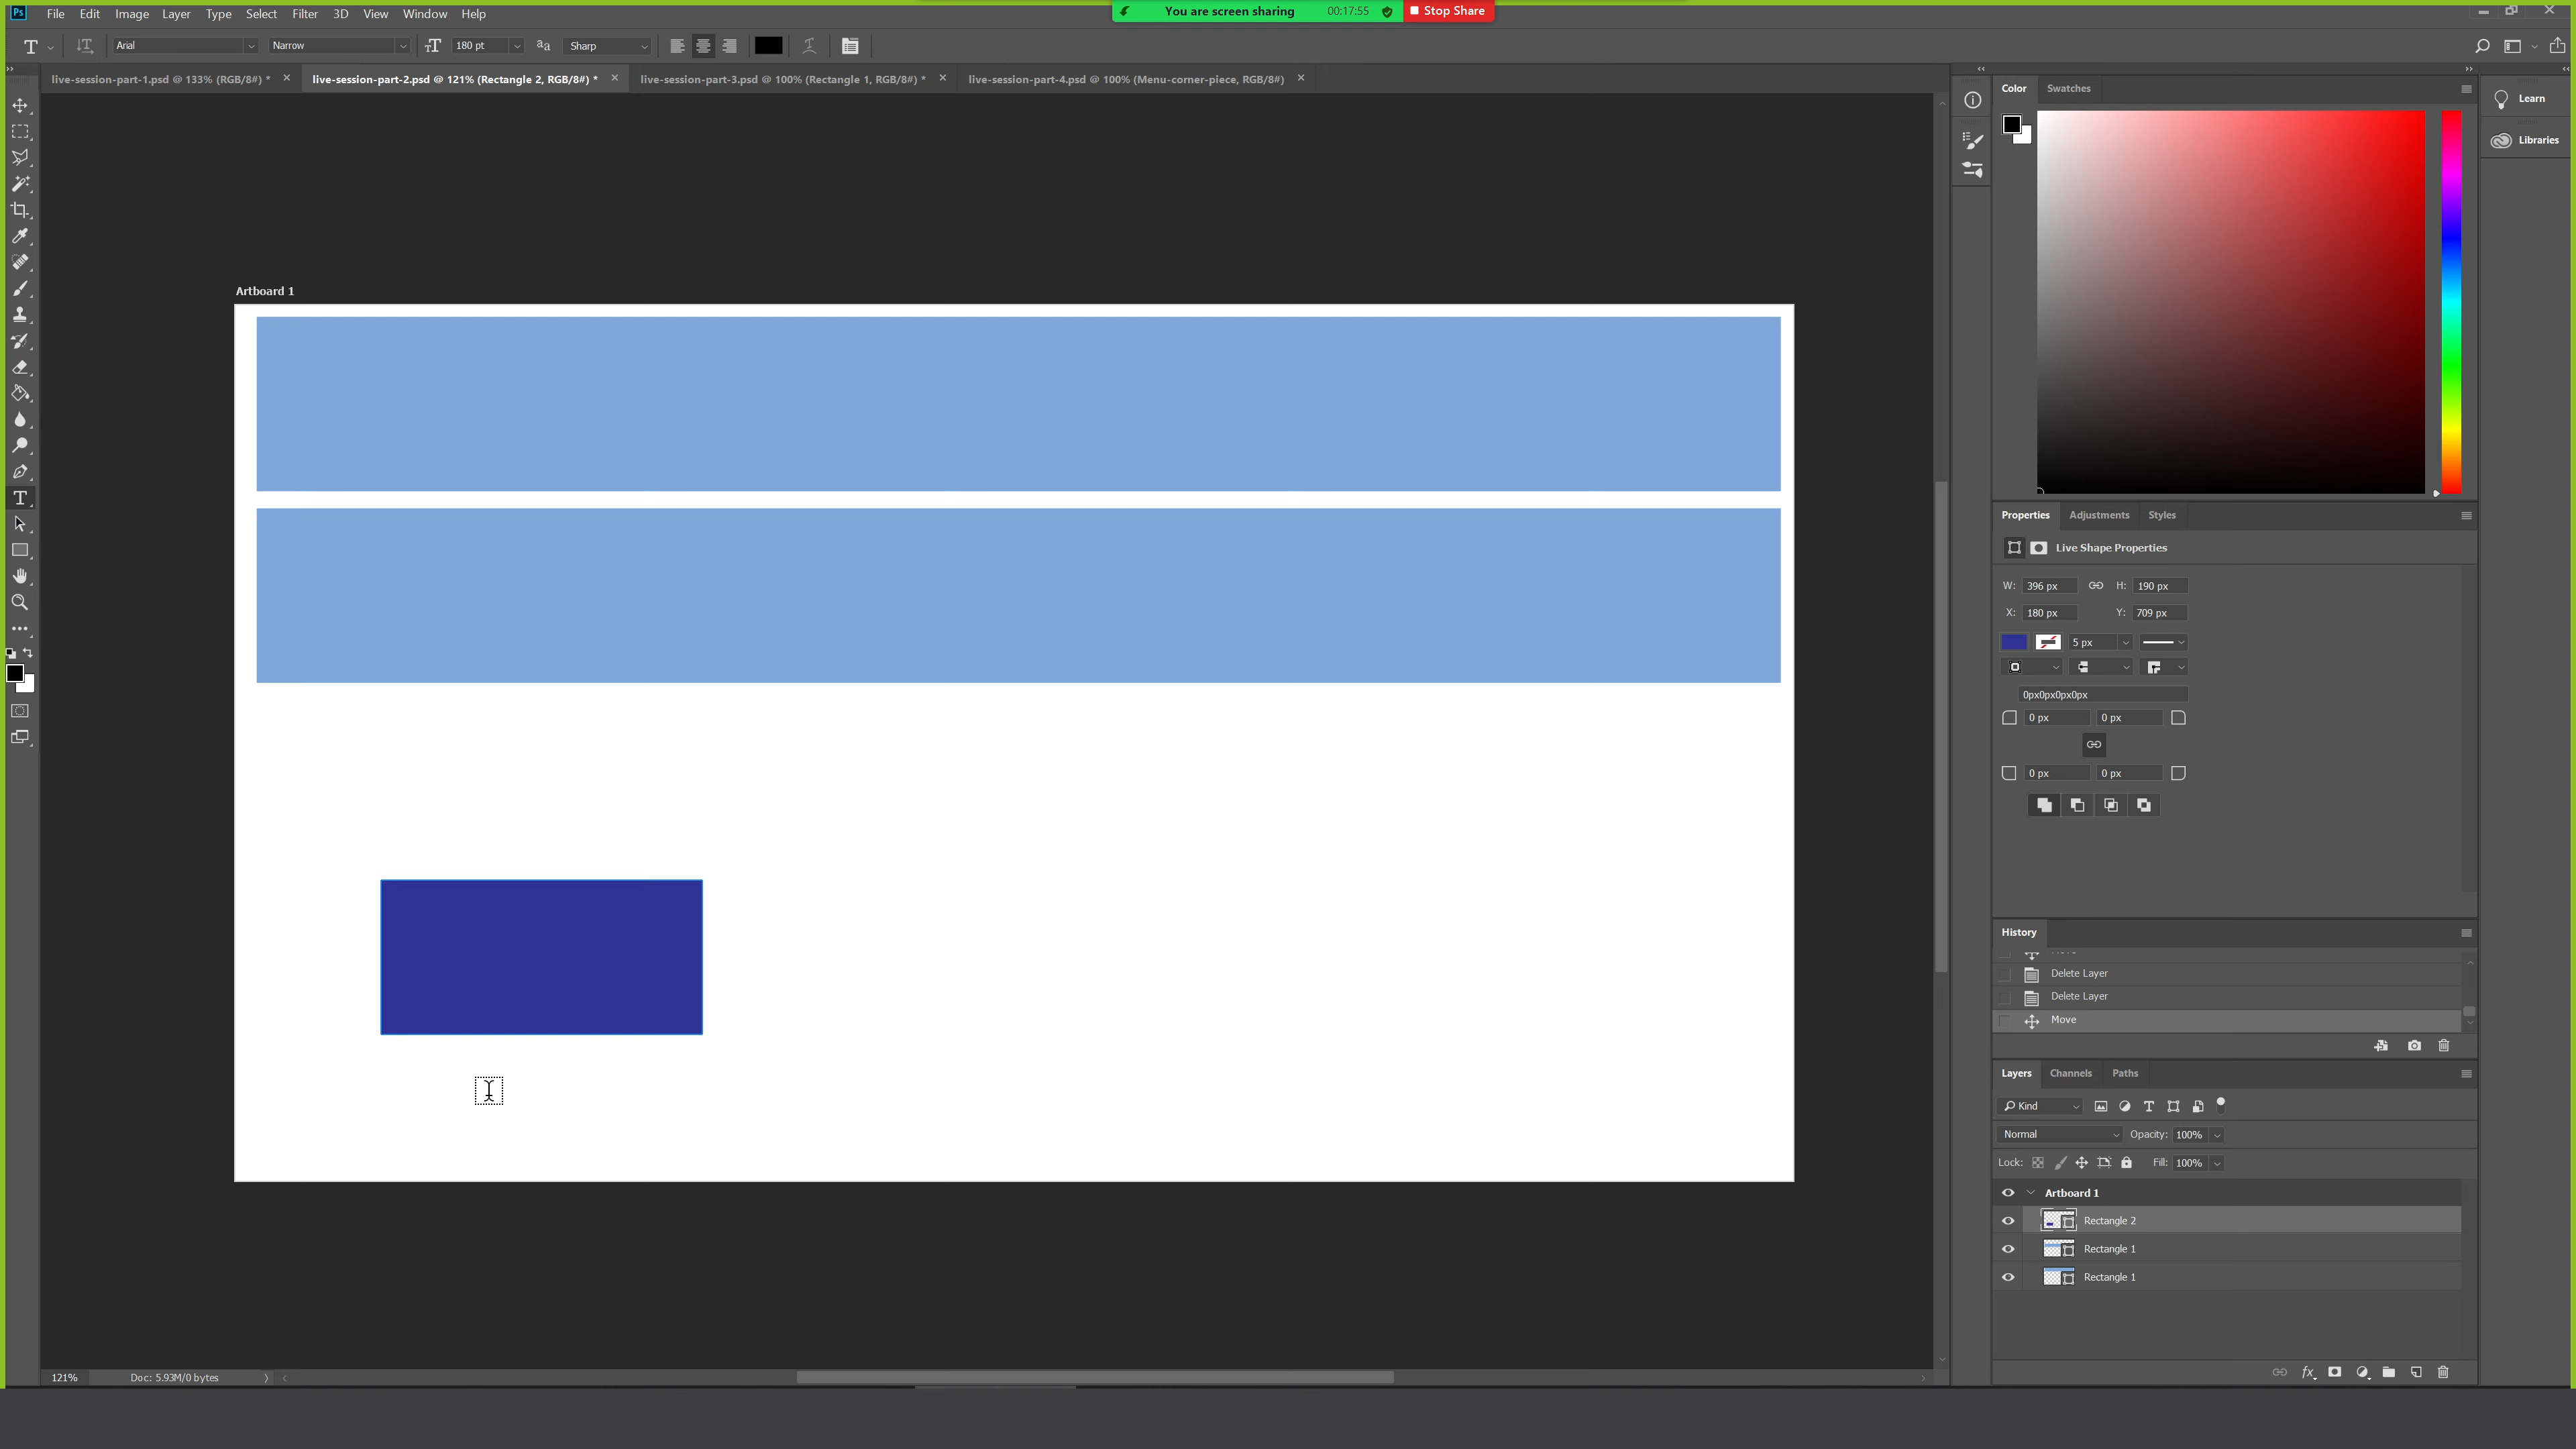 Ps File Edit Image Layer Type Select Filter 3D View Window Help
You are screen sharing 00:17:55 Stop Share
T Arial Narrow 180 pt Sharp
live-session-part-1.psd @ 133% (RGB/8#) * live-session-part-2.psd @ 121% (Rectangle 2, RGB/8#) * live-session-part-3.psd @ 100% (Rectangle 1, RGB/8#) * live-session-part-4.psd @ 100% (Menu-corner-piece, RGB/8#)
Color Swatches
Learn
Libraries
Artboard 1
Properties Adjustments Styles
Live Shape Properties
W: 396 px H: 190 px
X: 180 px Y: 709 px
5 px
0px0px0px0px
0 px 0 px
0 px 0 px
History
Delete Layer
Delete Layer
Move
Layers Channels Paths
Kind
Normal Opacity: 100%
Lock: Fill: 100%
Artboard 1
Rectangle 2
Rectangle 1
Rectangle 1
fx
121% Doc: 5.93M/0 bytes